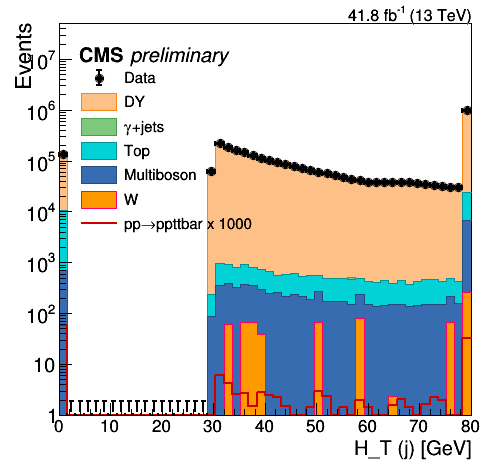 41.8 fb⁻¹ (13 TeV)
Events
CMS preliminary
Data
DY
γ+jets
Top
Multiboson
W
pp→ppttbar x 1000
10⁷
10⁶
10⁵
10⁴
10³
10²
10
1
0 10 20 30 40 50 60 70 80
H_T (j) [GeV]